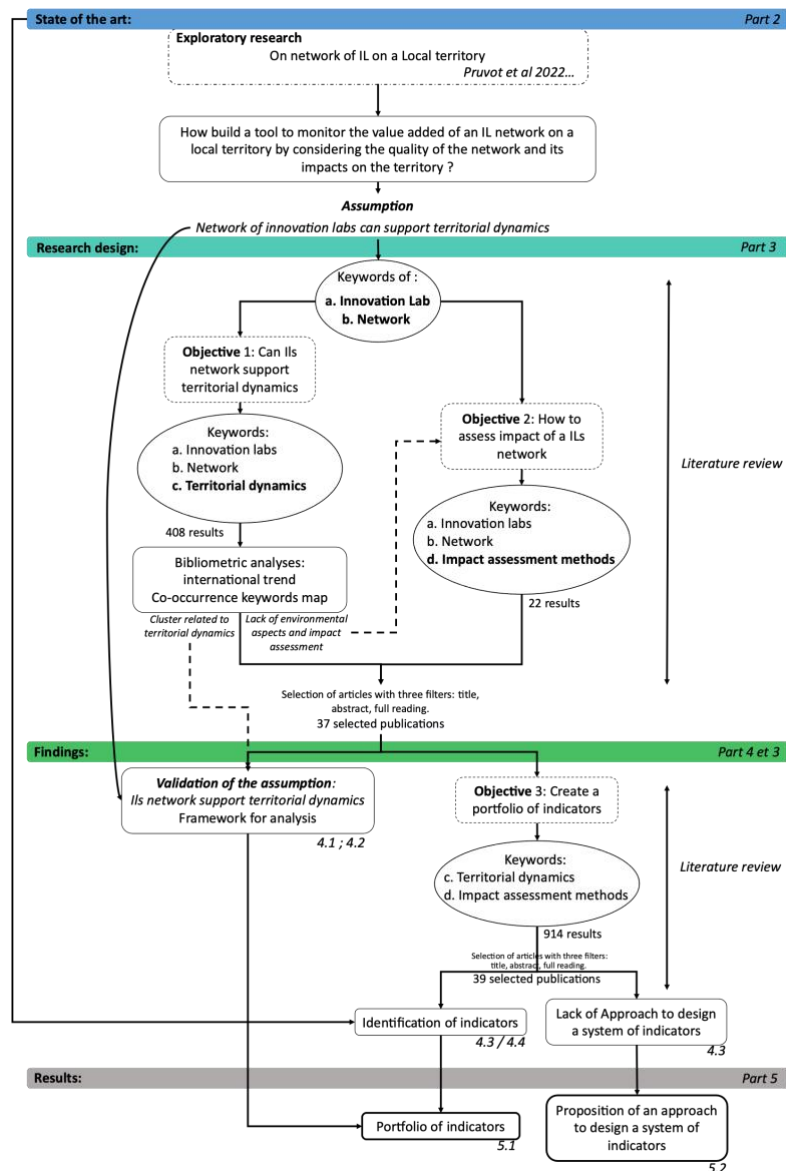 State of the art:
Part 2
Exploratory research
On network of IL on a Local territory
Pruvot et al 2022...
How build a tool to monitor the value added of an IL network on a
local territory by considering the quality of the network and its
impacts on the territory ?
Assumption
Network of innovation labs can support territorial dynamics
Research design:
Part 3
Keywords of :
a. Innovation Lab
b. Network
Objective 1: Can Ils
network support
territorial dynamics
Objective 2: How to
assess impact of a ILs
network
Literature review
Keywords:
a. Innovation labs
b. Network
c. Territorial dynamics
408 results
Keywords:
a. Innovation labs
b. Network
d. Impact assessment methods
22 results
Bibliometric analyses:
international trend
Co-occurrence keywords map
Cluster related to
territorial dynamics
Lack of environmental
aspects and impact
assessment
Selection of articles with three filters: title,
abstract, full reading.
37 selected publications
Findings:
Part 4 et 3
Validation of the assumption:
Ils network support territorial dynamics
Framework for analysis
4.1 ; 4.2
Objective 3: Create a
portfolio of indicators
Literature review
Keywords:
c. Territorial dynamics
d. Impact assessment methods
914 results
Selection of articles with three filters:
title, abstract, full reading.
39 selected publications
Identification of indicators
4.3 / 4.4
Lack of Approach to design
a system of indicators
4.3
Results:
Part 5
Portfolio of indicators
5.1
Proposition of an approach
to design a system of
indicators
5.2